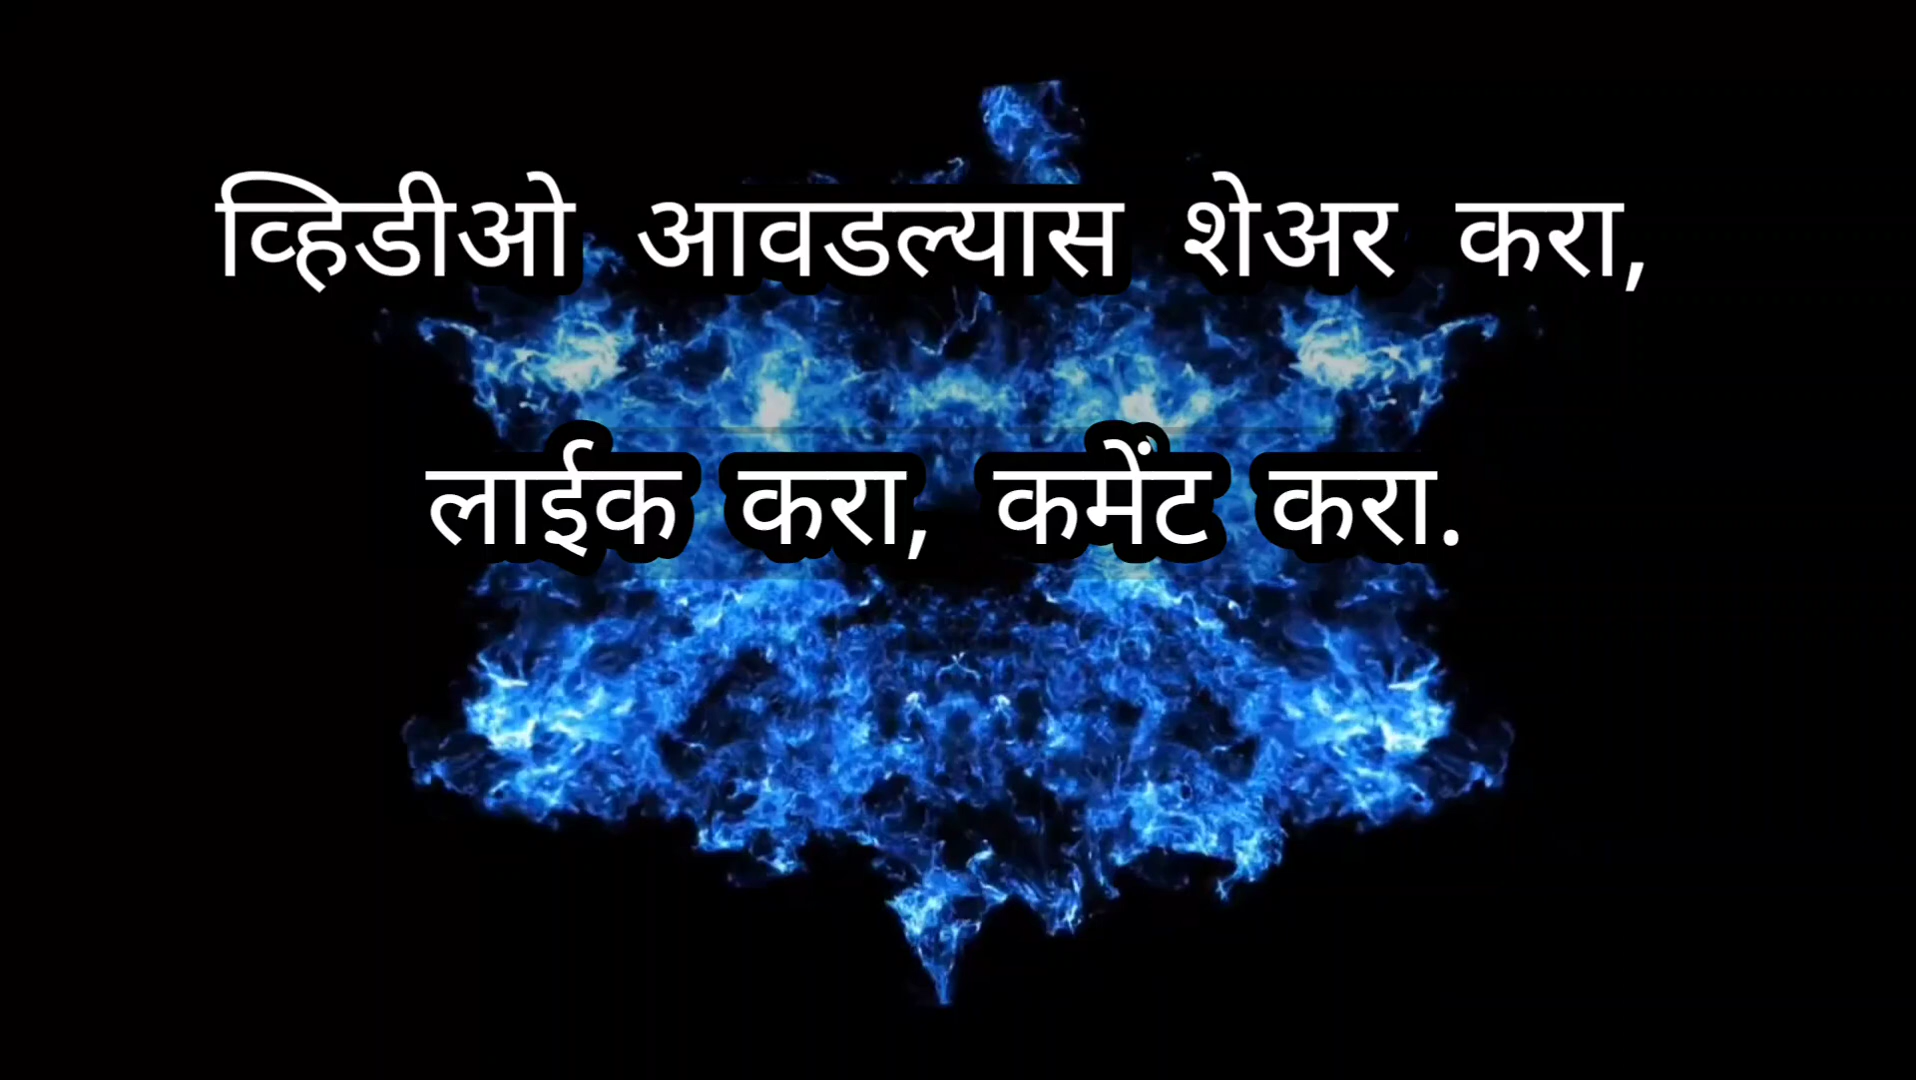 व्हिडीओ आवडल्यास शेअर करा,
लाईक करा, कमेंट करा.